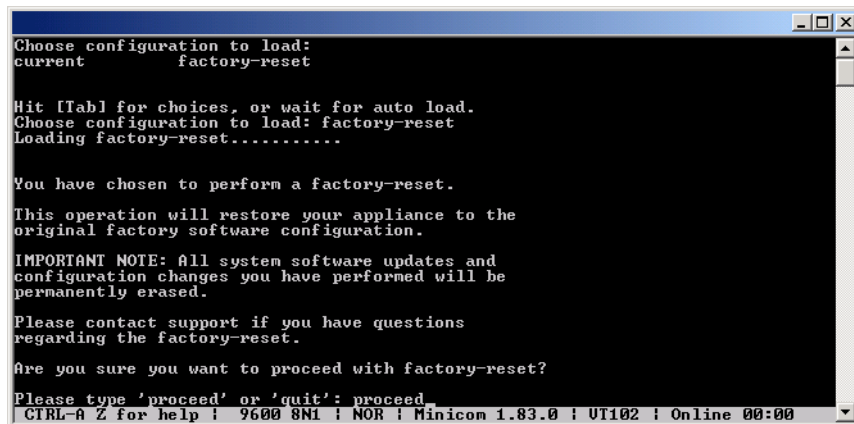 Choose configuration to load:
current factory-reset
Hit [Tab] for choices, or wait for auto load.
Choose configuration to load: factory-reset
Loading factory-reset...........
You have chosen to perform a factory-reset.
This operation will restore your appliance to the
original factory software configuration.
IMPORTANT NOTE: All system software updates and
configuration changes you have performed will be
permanently erased.
Please contact support if you have questions
regarding the factory-reset.
Are you sure you want to proceed with factory-reset?
Please type 'proceed' or 'quit': proceed_
CTRL-A Z for help ¦ 9600 8N1 ¦ NOR ¦ Minicom 1.83.0 ¦ VT102 ¦ Online 00:00